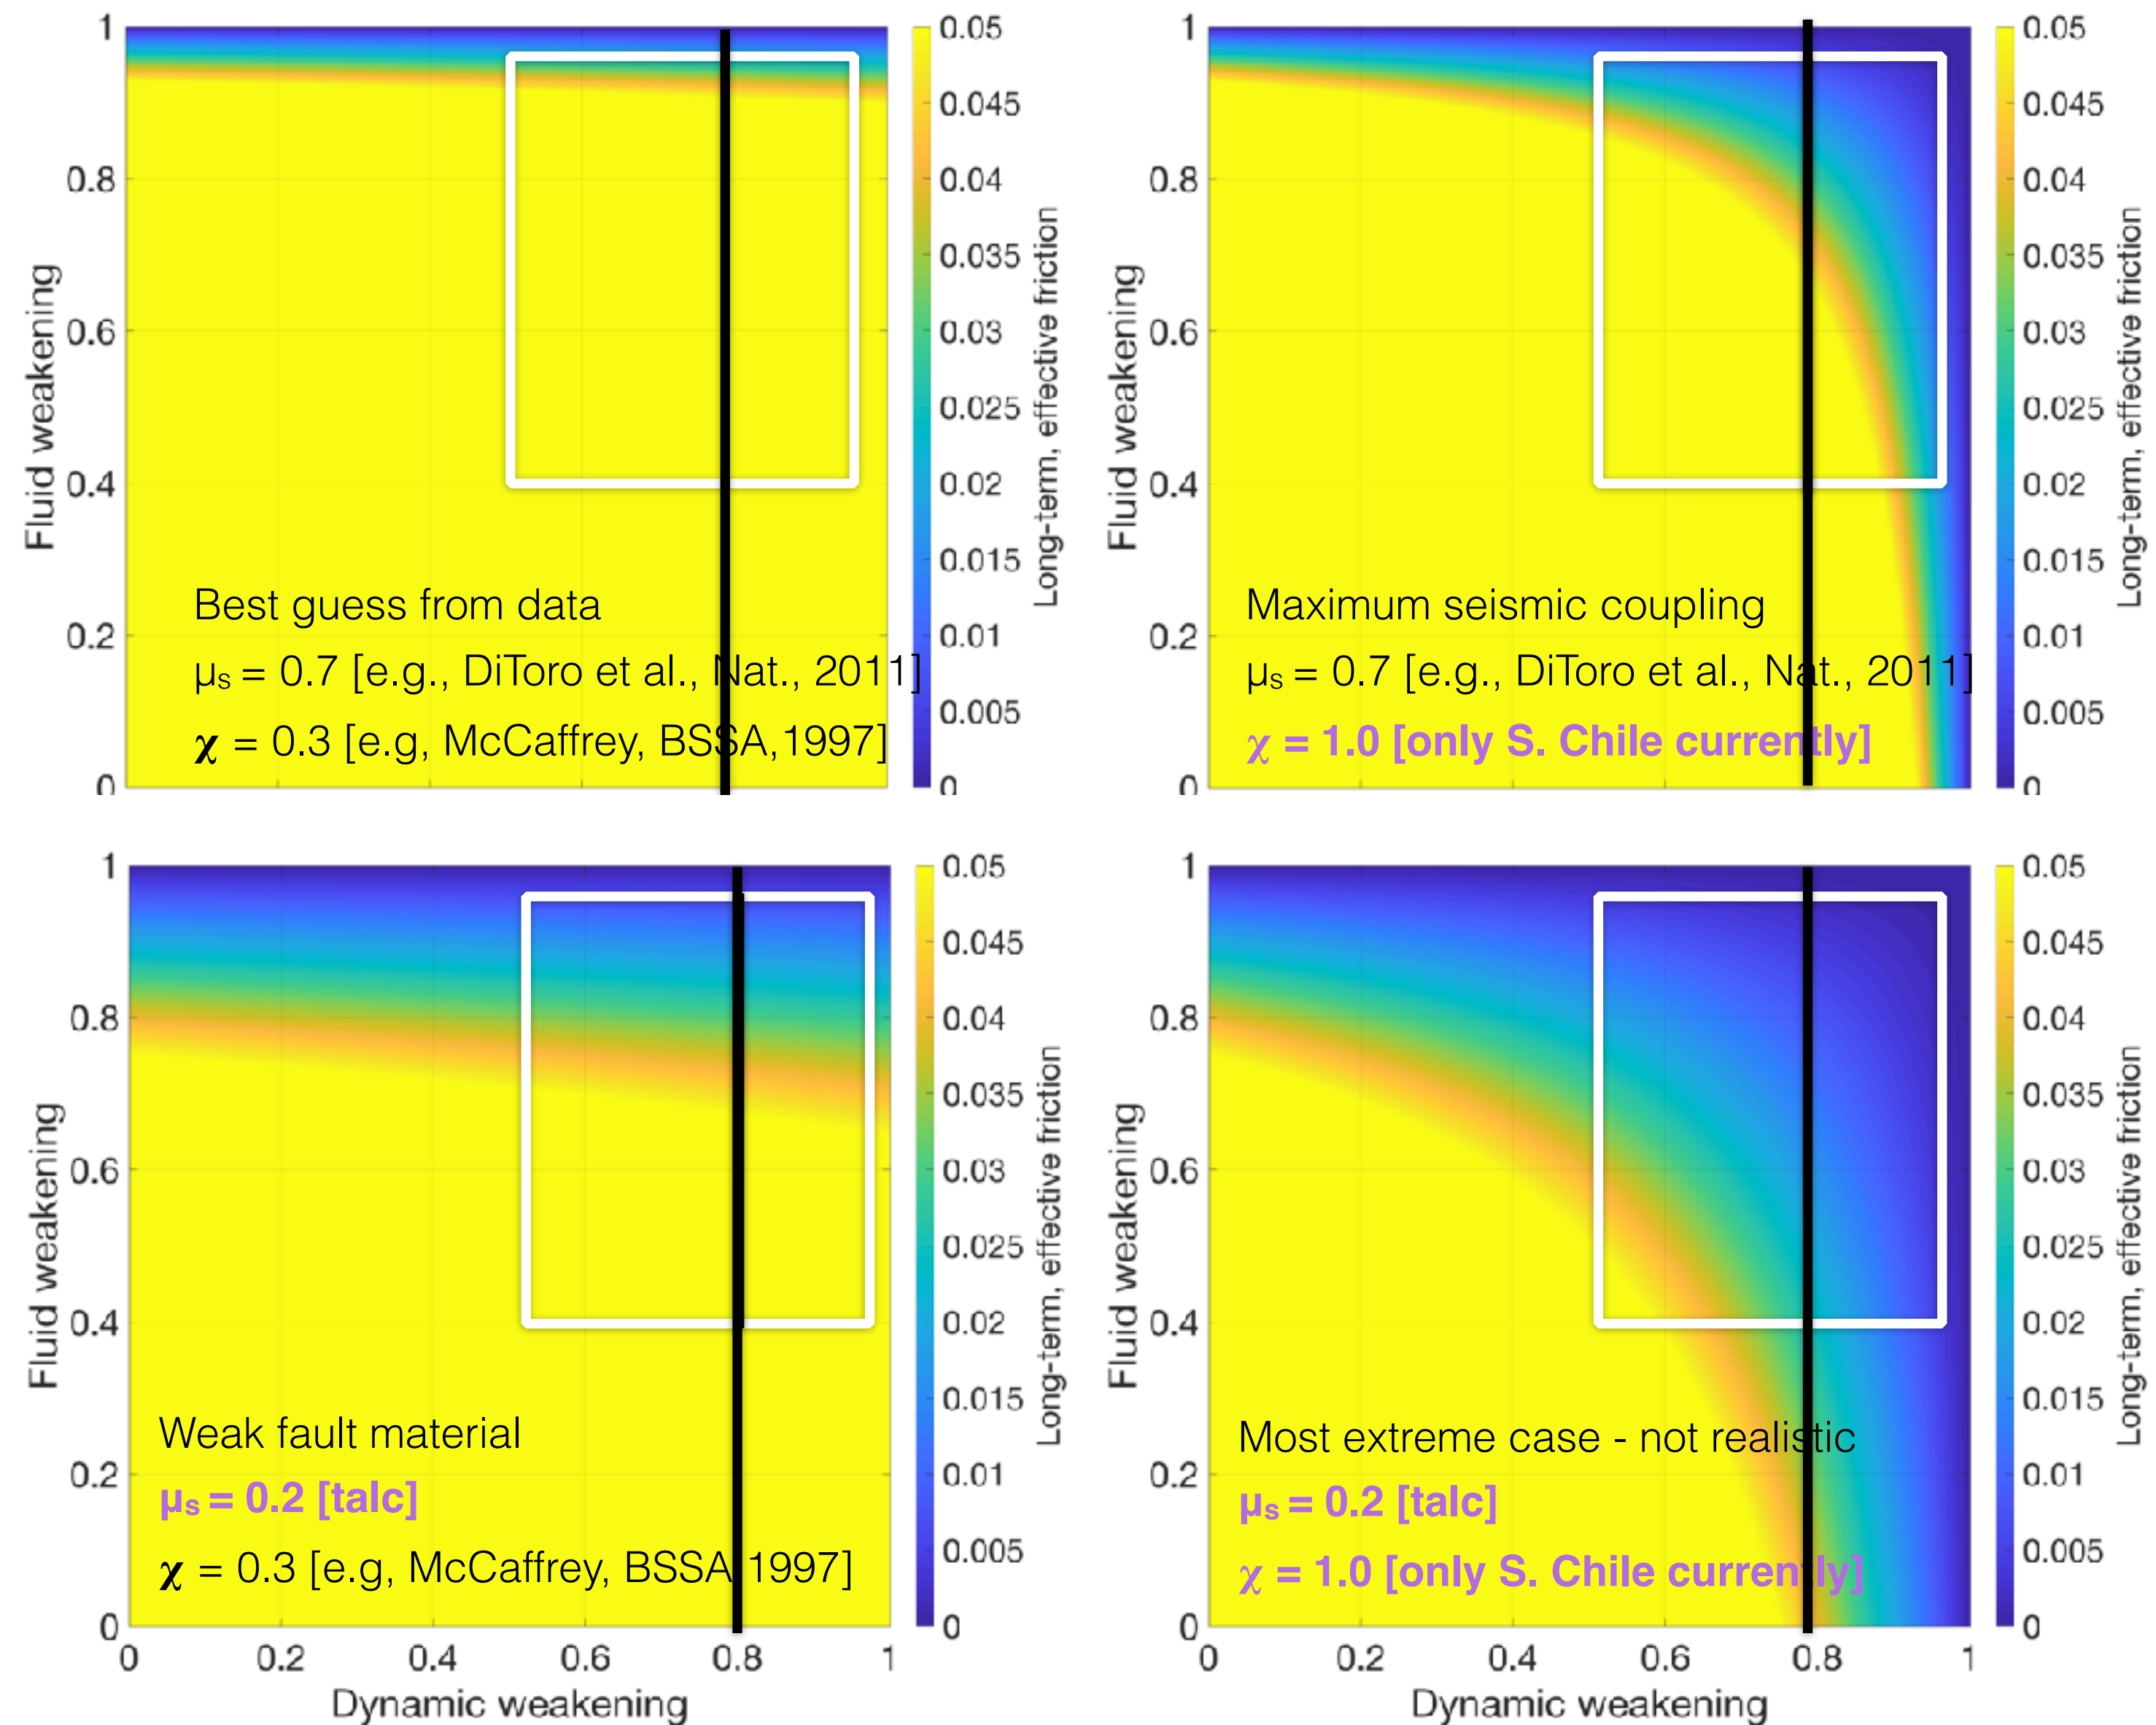 1
0.8
0.6
0.4
0.2
0
Fluid weakening
Best guess from data
μs = 0.7 [e.g., DiToro et al., Nat., 2011]
χ = 0.3 [e.g, McCaffrey, BSSA,1997]
0.05
0.045
0.04
0.035
0.03
0.025
0.02
0.015
0.01
0.005
0
Long-term, effective friction
1
0.8
0.6
0.4
0.2
0
Fluid weakening
Maximum seismic coupling
μs = 0.7 [e.g., DiToro et al., Nat., 2011]
χ = 1.0 [only S. Chile currently]
0.05
0.045
0.04
0.035
0.03
0.025
0.02
0.015
0.01
0.005
0
Long-term, effective friction
1
0.8
0.6
0.4
0.2
0
Fluid weakening
Weak fault material
μs = 0.2 [talc]
χ = 0.3 [e.g, McCaffrey, BSSA 1997]
0 0.2 0.4 0.6 0.8 1
Dynamic weakening
0.05
0.045
0.04
0.035
0.03
0.025
0.02
0.015
0.01
0.005
0
Long-term, effective friction
1
0.8
0.6
0.4
0.2
0
Fluid weakening
Most extreme case - not realistic
μs = 0.2 [talc]
χ = 1.0 [only S. Chile currently]
0 0.2 0.4 0.6 0.8 1
Dynamic weakening
0.05
0.045
0.04
0.035
0.03
0.025
0.02
0.015
0.01
0.005
0
Long-term, effective friction